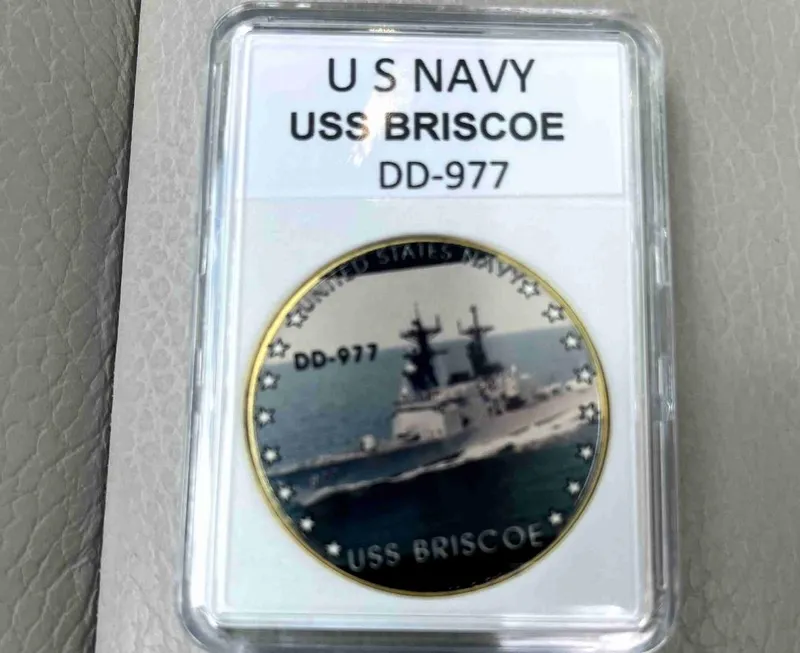 U S NAVY
USS BRISCOE
DD-977
UNITED STATES NAVY
DD-977
USS BRISCOE